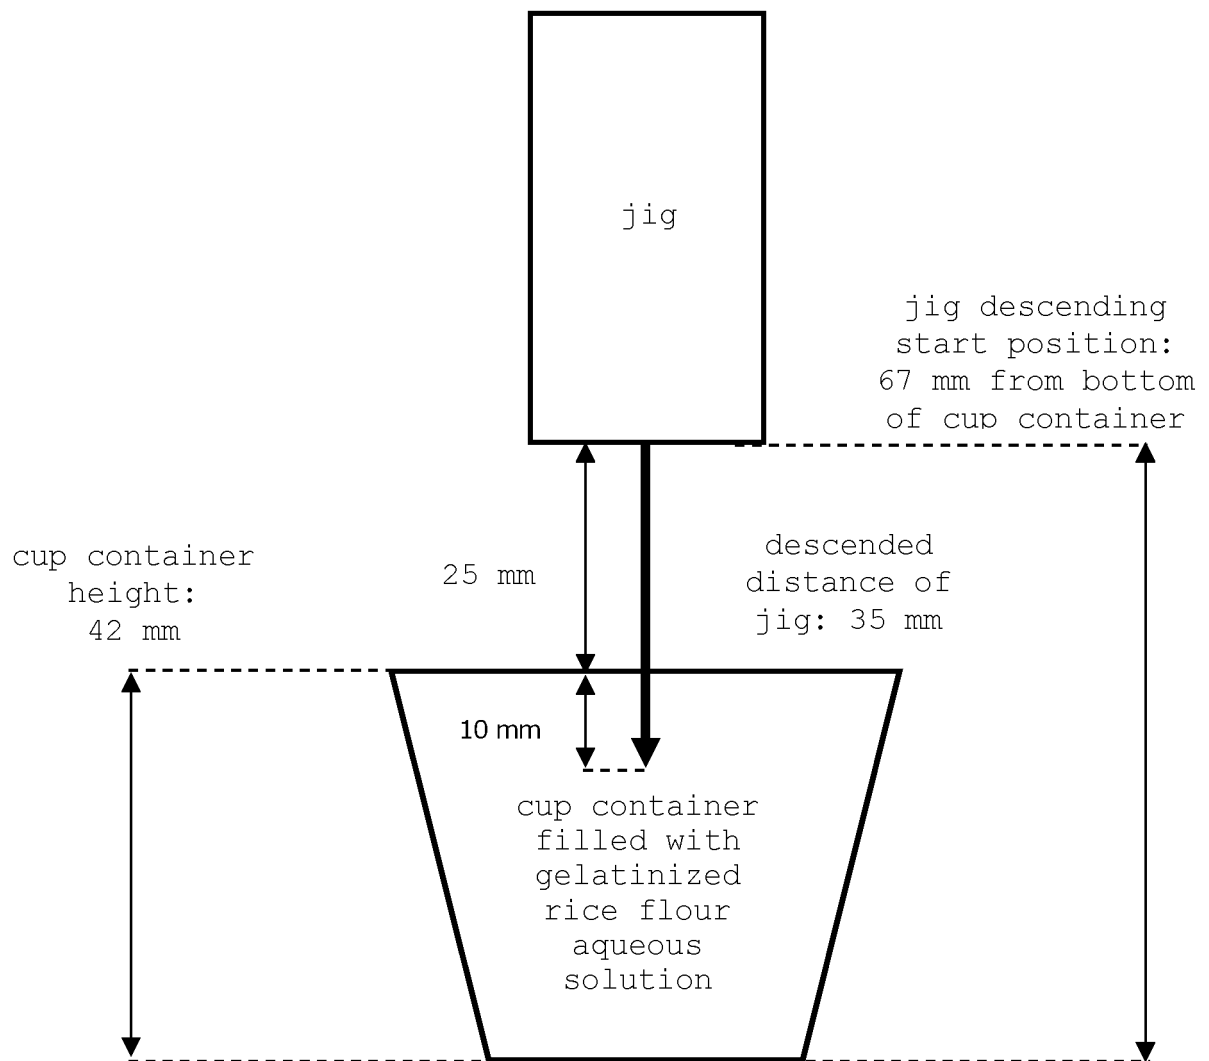 jig
jig descending
start position:
67 mm from bottom
of cup container
cup container
height:
42 mm
25 mm
descended
distance of
jig: 35 mm
10 mm
cup container
filled with
gelatinized
rice flour
aqueous
solution